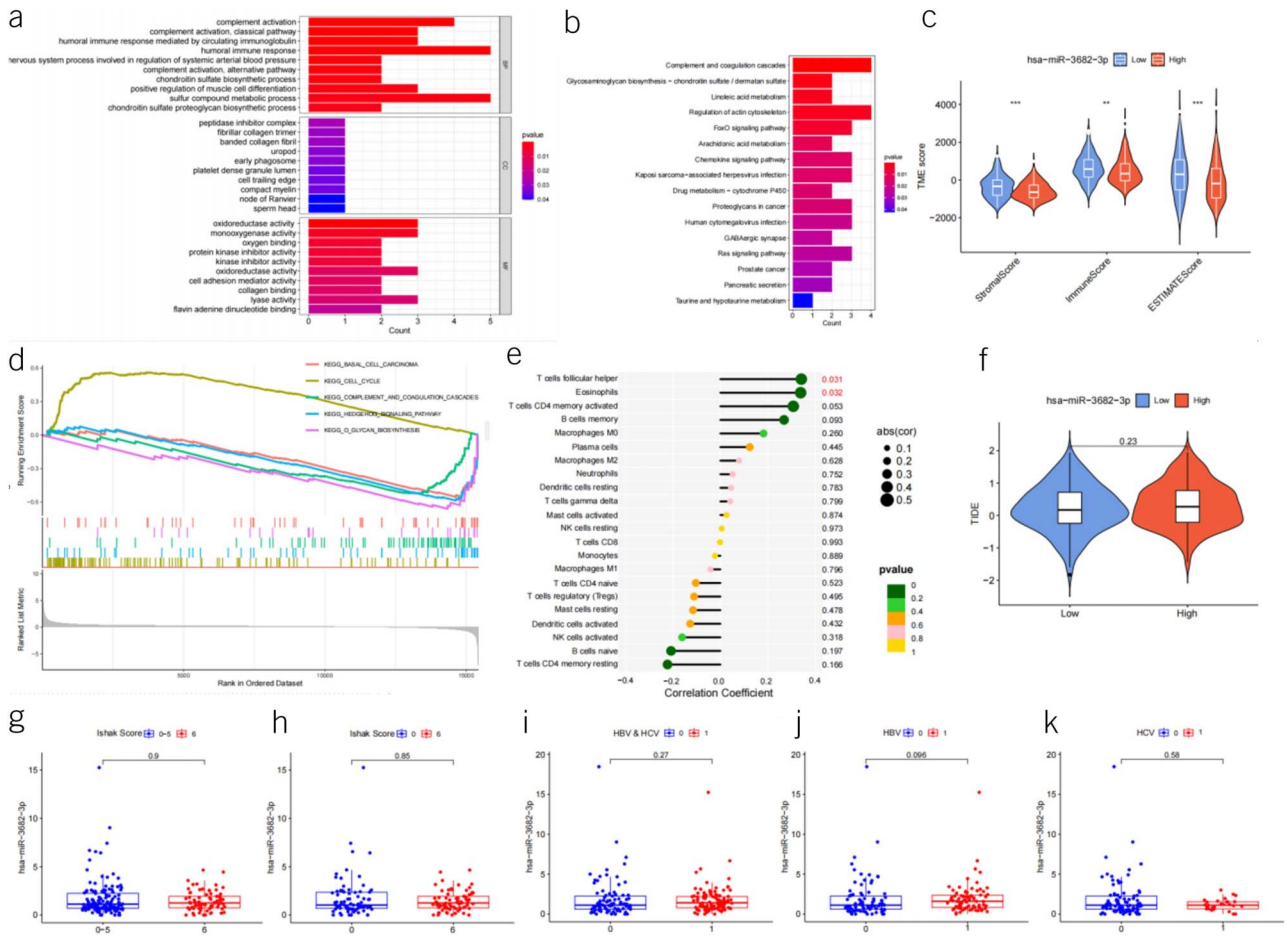 a
complement activation
complement activation, classical pathway
humoral immune response mediated by circulating immunoglobulin
humoral immune response
nervous system process involved in regulation of systemic arterial blood pressure
complement activation, alternative pathway
chondroitin sulfate biosynthetic process
positive regulation of muscle cell differentiation
sulfur compound metabolic process
chondroitin sulfate proteoglycan biosynthetic process
BP
peptidase inhibitor complex
fibrillar collagen trimer
banded collagen fibril
uropod
early phagosome
platelet dense granule lumen
cell trailing edge
compact myelin
node of Ranvier
sperm head
CC
oxidoreductase activity
monooxygenase activity
oxygen binding
protein kinase inhibitor activity
kinase inhibitor activity
oxidoreductase activity
cell adhesion mediator activity
collagen binding
lyase activity
flavin adenine dinucleotide binding
MF
0 1 2 3 4 5
Count
pvalue
0.01
0.02
0.03
0.04
b
Complement and coagulation cascades
Glycosaminoglycan biosynthesis − chondroitin sulfate / dermatan sulfate
Linoleic acid metabolism
Regulation of actin cytoskeleton
FoxO signaling pathway
Arachidonic acid metabolism
Chemokine signaling pathway
Kaposi sarcoma−associated herpesvirus infection
Drug metabolism − cytochrome P450
Proteoglycans in cancer
Human cytomegalovirus infection
GABAergic synapse
Ras signaling pathway
Prostate cancer
Pancreatic secretion
Taurine and hypotaurine metabolism
0 1 2 3 4
Count
pvalue
0.01
0.02
0.03
0.04
c
hsa−miR−3682−3p Low High
TME score
4000
2000
0
−2000
*** ** ***
StromalScore
ImmuneScore
ESTIMATEScore
d
KEGG_BASAL_CELL_CARCINOMA
KEGG_CELL_CYCLE
KEGG_COMPLEMENT_AND_COAGULATION_CASCADES
KEGG_HEDGEHOG_SIGNALING_PATHWAY
KEGG_O_GLYCAN_BIOSYNTHESIS
Running Enrichment Score
0.6
0.3
0.0
−0.3
−0.6
Ranked List Metric
10
5
0
−5
5000 10000 15000
Rank in Ordered Dataset
e
T cells follicular helper 0.031
Eosinophils 0.032
T cells CD4 memory activated 0.053
B cells memory 0.093
Macrophages M0 0.260
Plasma cells 0.445
Macrophages M2 0.628
Neutrophils 0.752
Dendritic cells resting 0.783
T cells gamma delta 0.799
Mast cells activated 0.874
NK cells resting 0.973
T cells CD8 0.993
Monocytes 0.889
Macrophages M1 0.796
T cells CD4 naive 0.523
T cells regulatory (Tregs) 0.495
Mast cells resting 0.478
Dendritic cells activated 0.432
NK cells activated 0.318
B cells naive 0.197
T cells CD4 memory resting 0.166
−0.4 −0.2 0.0 0.2 0.4
Correlation Coefficient
abs(cor)
0.1
0.2
0.3
0.4
0.5
pvalue
0
0.2
0.4
0.6
0.8
1
f
hsa−miR−3682−3p Low High
0.23
TIDE
2
1
0
−1
−2
Low High
g
Ishak Score 0−5 6
0.9
hsa−miR−3682−3p
15
10
5
0
0−5 6
h
Ishak Score 0 6
0.85
hsa−miR−3682−3p
15
10
5
0
0 6
i
HBV & HCV 0 1
0.27
hsa−miR−3682−3p
20
15
10
5
0
0 1
j
HBV 0 1
0.096
hsa−miR−3682−3p
20
15
10
5
0
0 1
k
HCV 0 1
0.58
hsa−miR−3682−3p
20
15
10
5
0
0 1